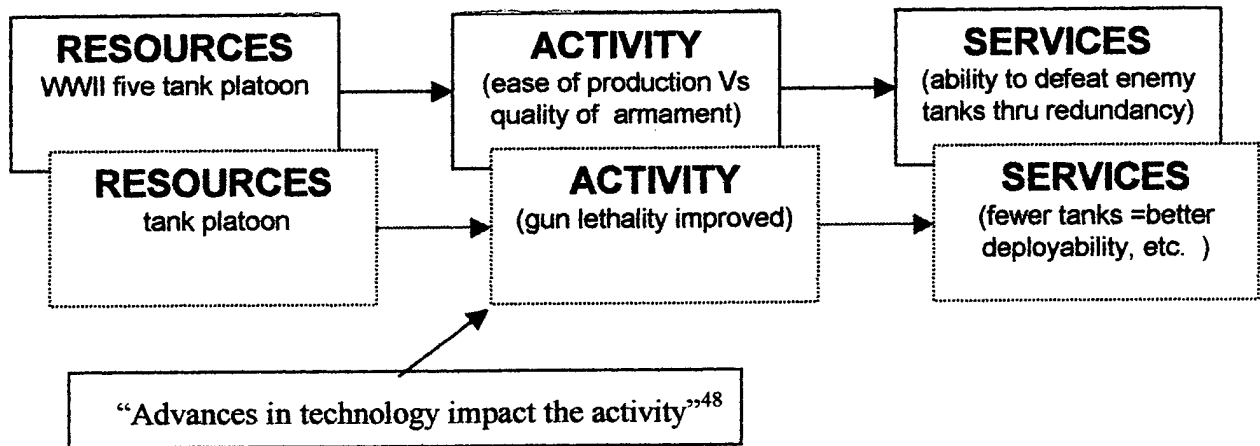 RESOURCES
WWII five tank platoon
ACTIVITY
(ease of production Vs
quality of armament)
SERVICES
(ability to defeat enemy
tanks thru redundancy)
RESOURCES
tank platoon
ACTIVITY
(gun lethality improved)
SERVICES
(fewer tanks =better
deployability, etc. )
“Advances in technology impact the activity”48